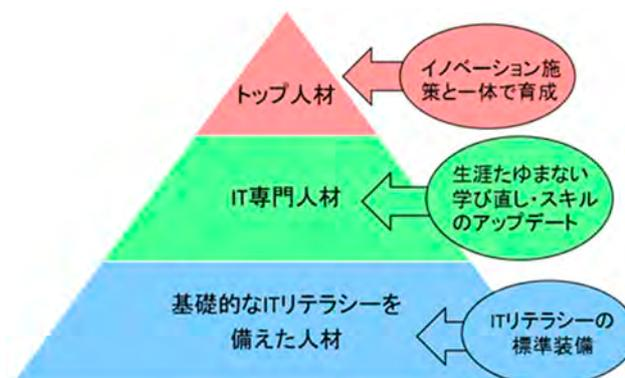 トップ人材
イノベーション施
策と一体で育成
IT専門人材
生涯たゆまない
学び直し・スキル
のアップデート
基礎的なITリテラシーを
備えた人材
ITリテラシーの
標準装備